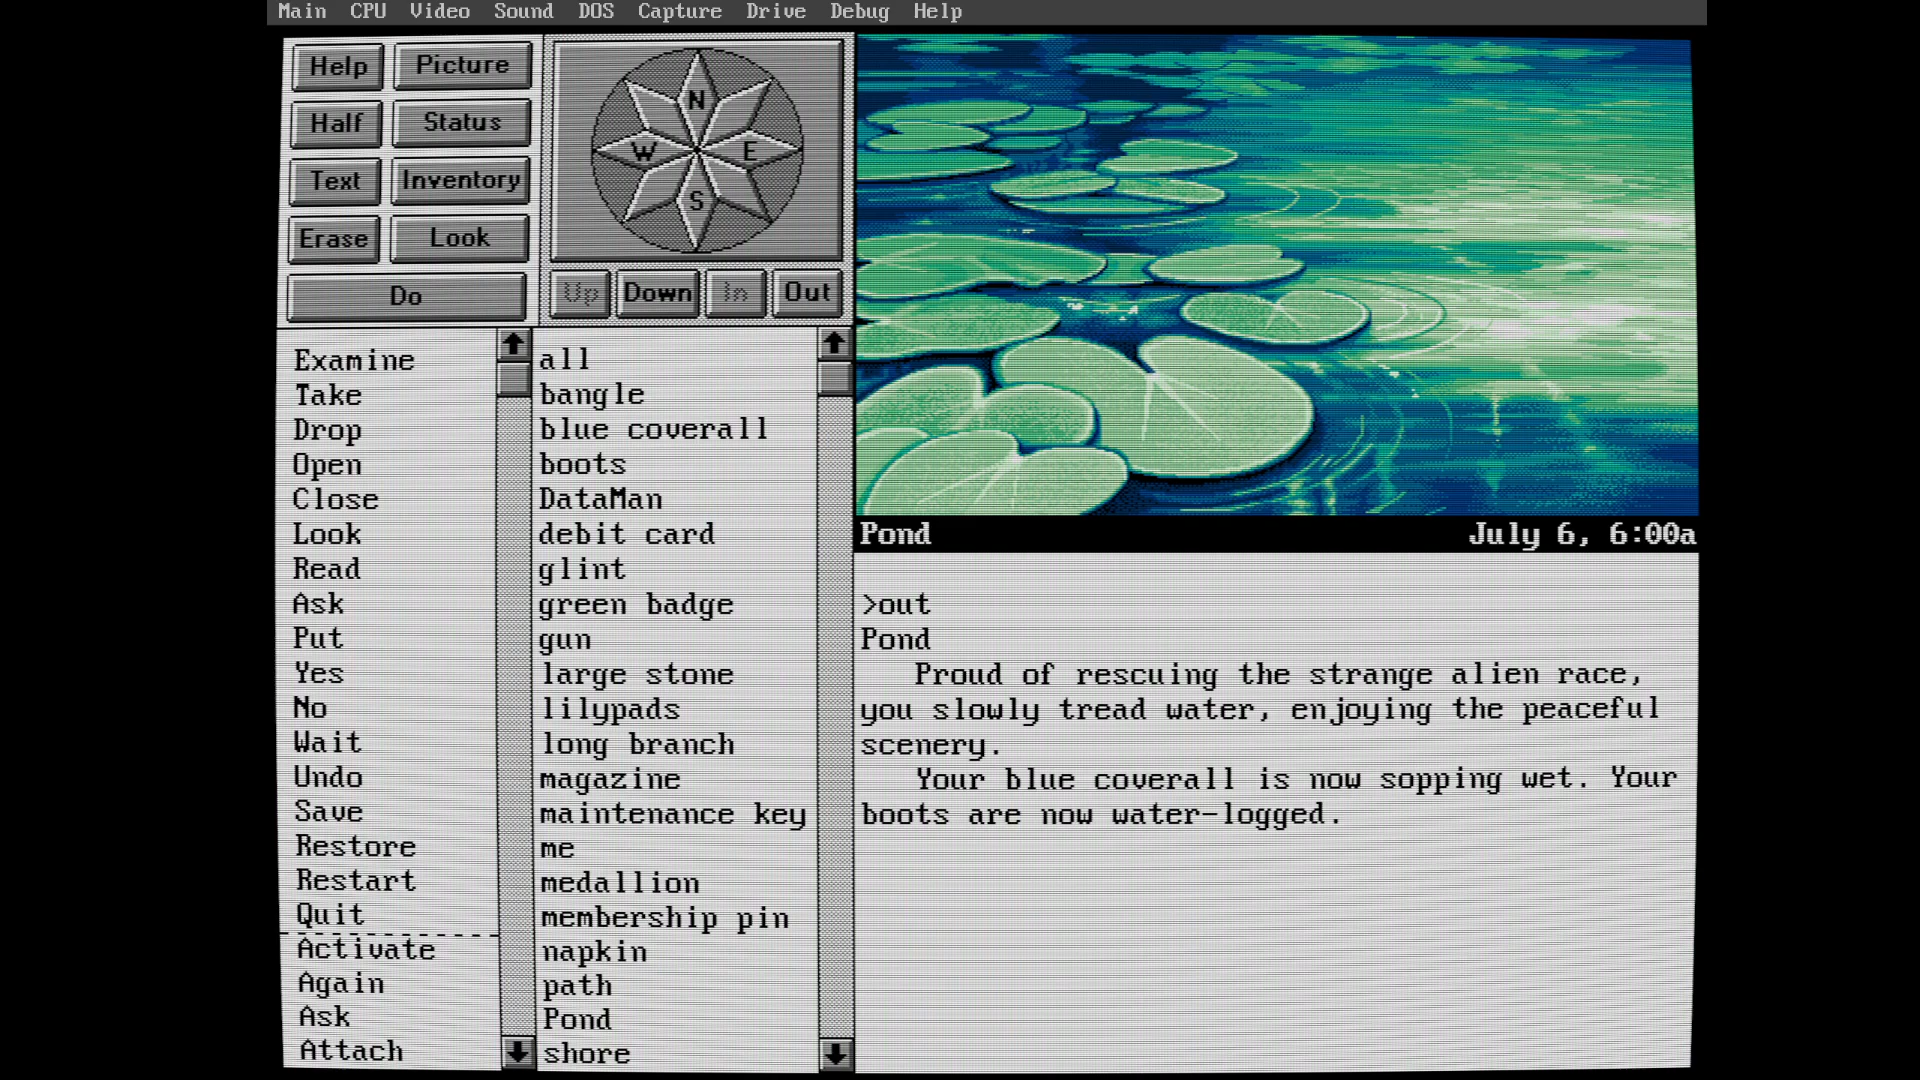 Main CPU Video Sound DOS Capture Drive Debug Help
Help Picture
Half Status
Text Inventory
Erase Look
Do
N
W E
S
Up Down In Out
Examine
Take
Drop
Open
Close
Look
Read
Ask
Put
Yes
No
Wait
Undo
Save
Restore
Restart
Quit
Activate
Again
Ask
Attach
all
bangle
blue coverall
boots
DataMan
debit card
glint
green badge
gun
large stone
lilypads
long branch
magazine
maintenance key
me
medallion
membership pin
napkin
path
Pond
shore
Pond July 6, 6:00a
>out
Pond
Proud of rescuing the strange alien race,
you slowly tread water, enjoying the peaceful
scenery.
Your blue coverall is now sopping wet. Your
boots are now water-logged.